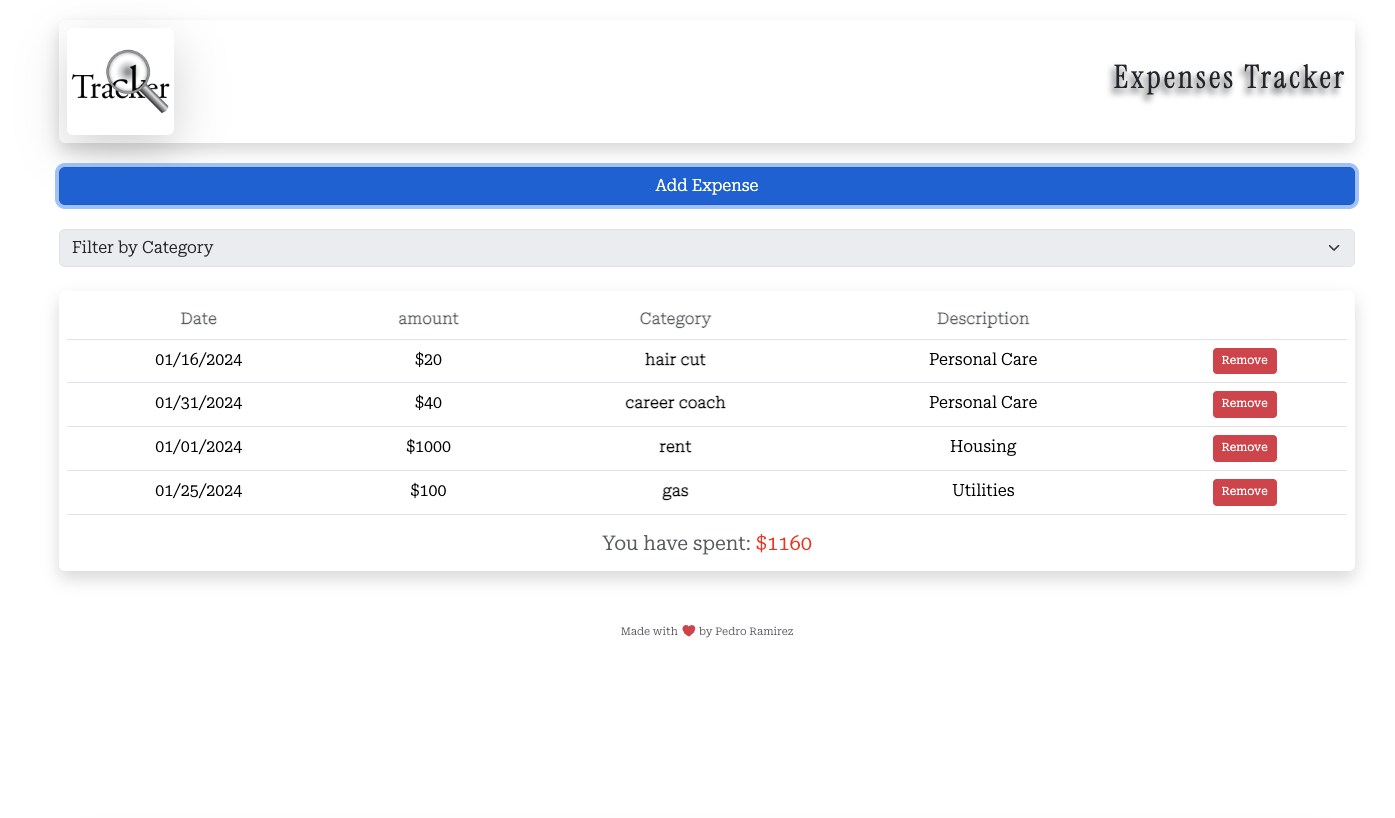 Tracker
Expenses Tracker
Add Expense
Filter by Category
Date amount Category Description
01/16/2024 $20 hair cut Personal Care Remove
01/31/2024 $40 career coach Personal Care Remove
01/01/2024 $1000 rent Housing Remove
01/25/2024 $100 gas Utilities Remove
You have spent: $1160
Made with ❤️ by Pedro Ramirez